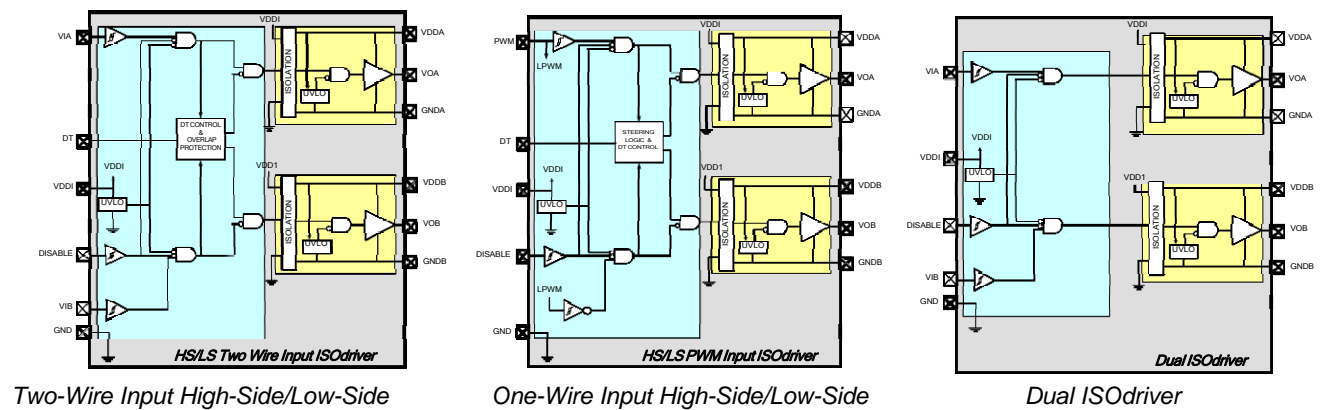 VDDI
VIA
VDDA
ISOLATION
VOA
UVLO
GNDA
DT CONTROL
&
OVERLAP
PROTECTION
DT
VDDI
VDD1
VDDI
VDDB
UVLO
ISOLATION
VOB
DISABLE
UVLO
GNDB
VIB
GND
HS/LS Two Wire Input ISOdriver
Two-Wire Input High-Side/Low-Side
VDDI
PWM
VDDA
LPWM
ISOLATION
VOA
UVLO
GNDA
STEERING
LOGIC &
DT CONTROL
DT
VDDI
VDD1
VDDI
VDDB
UVLO
ISOLATION
VOB
DISABLE
UVLO
GNDB
LPWM
GND
HS/LS PWM Input ISOdriver
One-Wire Input High-Side/Low-Side
VDDI
VDDA
VIA
ISOLATION
VOA
UVLO
GNDA
VDDI
VDDI
UVLO
VDD1
VDDB
ISOLATION
DISABLE
VOB
UVLO
GNDB
VIB
GND
Dual ISOdriver
Dual ISOdriver